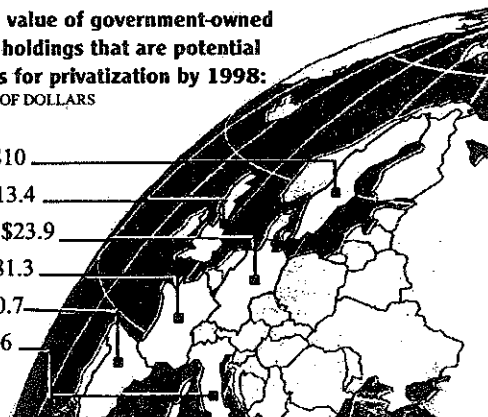 value of government-owned
holdings that are potential
s for privatization by 1998:
OF DOLLARS
$10
13.4
$23.9
81.3
0.7
6